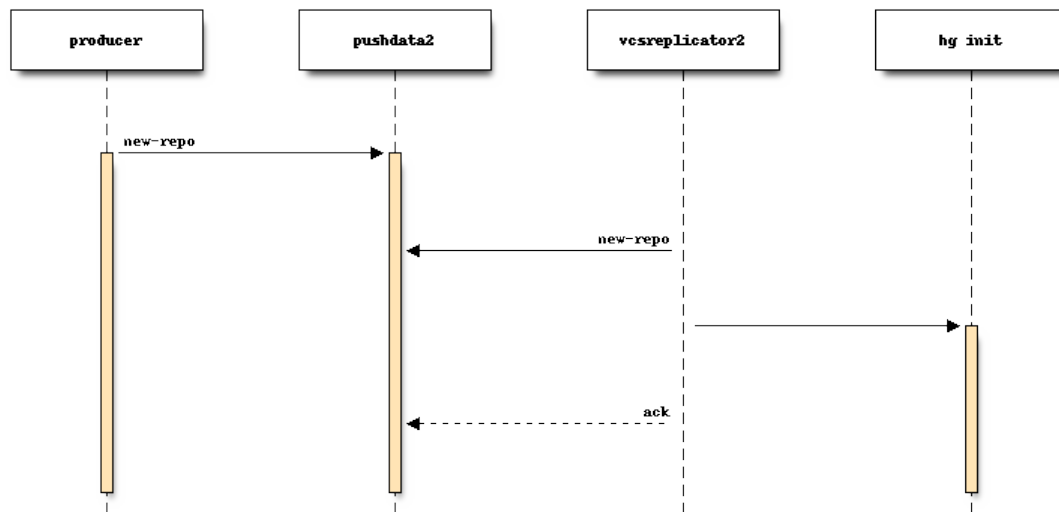 producer
pushdata2
vcsreplicator2
hg init
new-repo
new-repo
ack